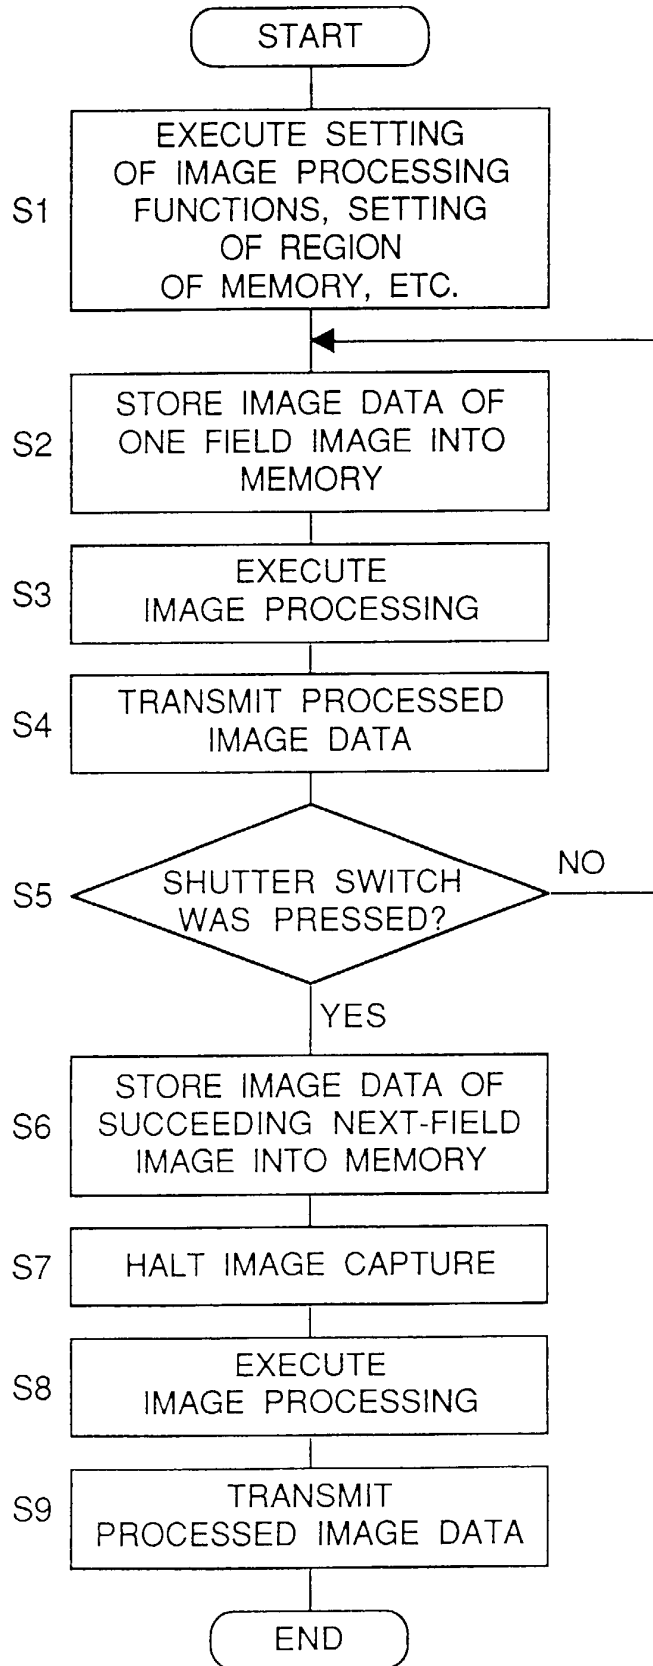 START
S1
EXECUTE SETTING
OF IMAGE PROCESSING
FUNCTIONS, SETTING
OF REGION
OF MEMORY, ETC.
S2
STORE IMAGE DATA OF
ONE FIELD IMAGE INTO
MEMORY
S3
EXECUTE
IMAGE PROCESSING
S4
TRANSMIT PROCESSED
IMAGE DATA
S5
SHUTTER SWITCH
WAS PRESSED?
NO
YES
S6
STORE IMAGE DATA OF
SUCCEEDING NEXT-FIELD
IMAGE INTO MEMORY
S7
HALT IMAGE CAPTURE
S8
EXECUTE
IMAGE PROCESSING
S9
TRANSMIT
PROCESSED IMAGE DATA
END